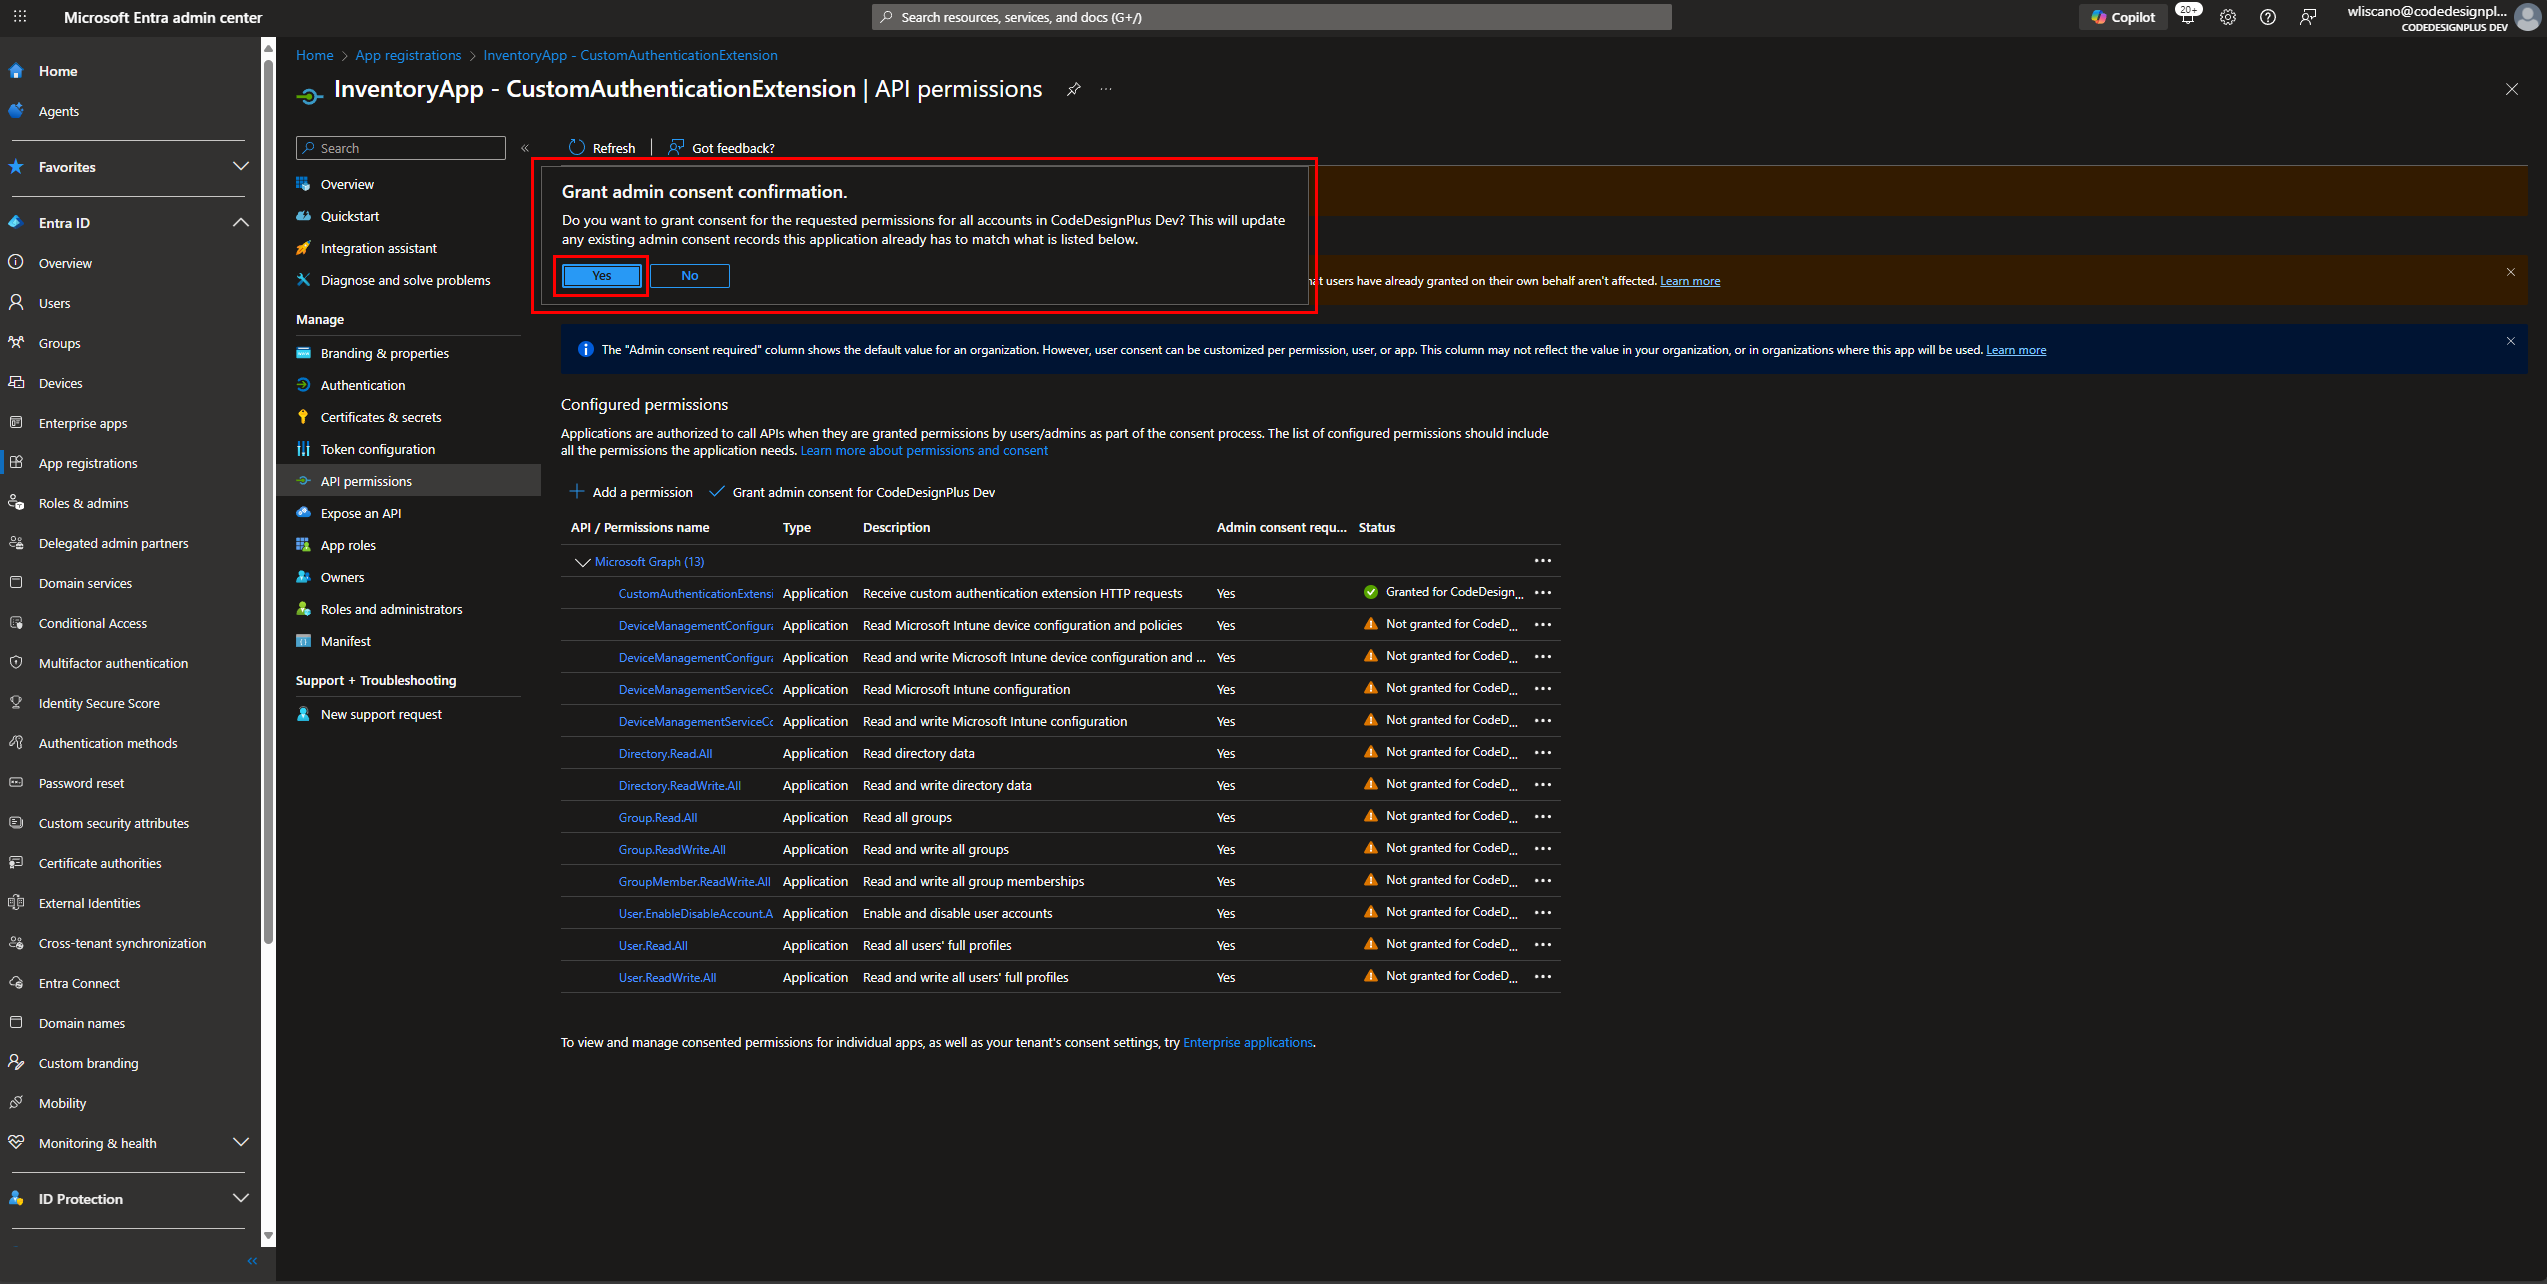 Microsoft Entra admin center
Search resources, services, and docs (G+/)
Copilot
20+
wliscano@codedesignpl...
CODEDESIGNPLUS DEV
Home
Agents
Favorites
Entra ID
Overview
Users
Groups
Devices
Enterprise apps
App registrations
Roles & admins
Delegated admin partners
Domain services
Conditional Access
Multifactor authentication
Identity Secure Score
Authentication methods
Password reset
Custom security attributes
Certificate authorities
External Identities
Cross-tenant synchronization
Entra Connect
Domain names
Custom branding
Mobility
Monitoring & health
ID Protection
Home > App registrations > InventoryApp - CustomAuthenticationExtension
InventoryApp - CustomAuthenticationExtension | API permissions
Search
Overview
Quickstart
Integration assistant
Diagnose and solve problems
Manage
Branding & properties
Authentication
Certificates & secrets
Token configuration
API permissions
Expose an API
App roles
Owners
Roles and administrators
Manifest
Support + Troubleshooting
New support request
Refresh
Got feedback?
Grant admin consent confirmation.
Do you want to grant consent for the requested permissions for all accounts in CodeDesignPlus Dev? This will update
any existing admin consent records this application already has to match what is listed below.
Yes
No
users have already granted on their own behalf aren't affected. Learn more
The "Admin consent required" column shows the default value for an organization. However, user consent can be customized per permission, user, or app. This column may not reflect the value in your organization, or in organizations where this app will be used. Learn more
Configured permissions
Applications are authorized to call APIs when they are granted permissions by users/admins as part of the consent process. The list of configured permissions should include
all the permissions the application needs. Learn more about permissions and consent
Add a permission
Grant admin consent for CodeDesignPlus Dev
API / Permissions name Type Description Admin consent requ... Status
Microsoft Graph (13)
CustomAuthenticationExtensi Application Receive custom authentication extension HTTP requests Yes Granted for CodeDesign...
DeviceManagementConfigura Application Read Microsoft Intune device configuration and policies Yes Not granted for CodeD...
DeviceManagementConfigura Application Read and write Microsoft Intune device configuration and ... Yes Not granted for CodeD...
DeviceManagementServiceCo Application Read Microsoft Intune configuration Yes Not granted for CodeD...
DeviceManagementServiceCo Application Read and write Microsoft Intune configuration Yes Not granted for CodeD...
Directory.Read.All Application Read directory data Yes Not granted for CodeD...
Directory.ReadWrite.All Application Read and write directory data Yes Not granted for CodeD...
Group.Read.All Application Read all groups Yes Not granted for CodeD...
Group.ReadWrite.All Application Read and write all groups Yes Not granted for CodeD...
GroupMember.ReadWrite.All Application Read and write all group memberships Yes Not granted for CodeD...
User.EnableDisableAccount.A Application Enable and disable user accounts Yes Not granted for CodeD...
User.Read.All Application Read all users' full profiles Yes Not granted for CodeD...
User.ReadWrite.All Application Read and write all users' full profiles Yes Not granted for CodeD...
To view and manage consented permissions for individual apps, as well as your tenant's consent settings, try Enterprise applications.